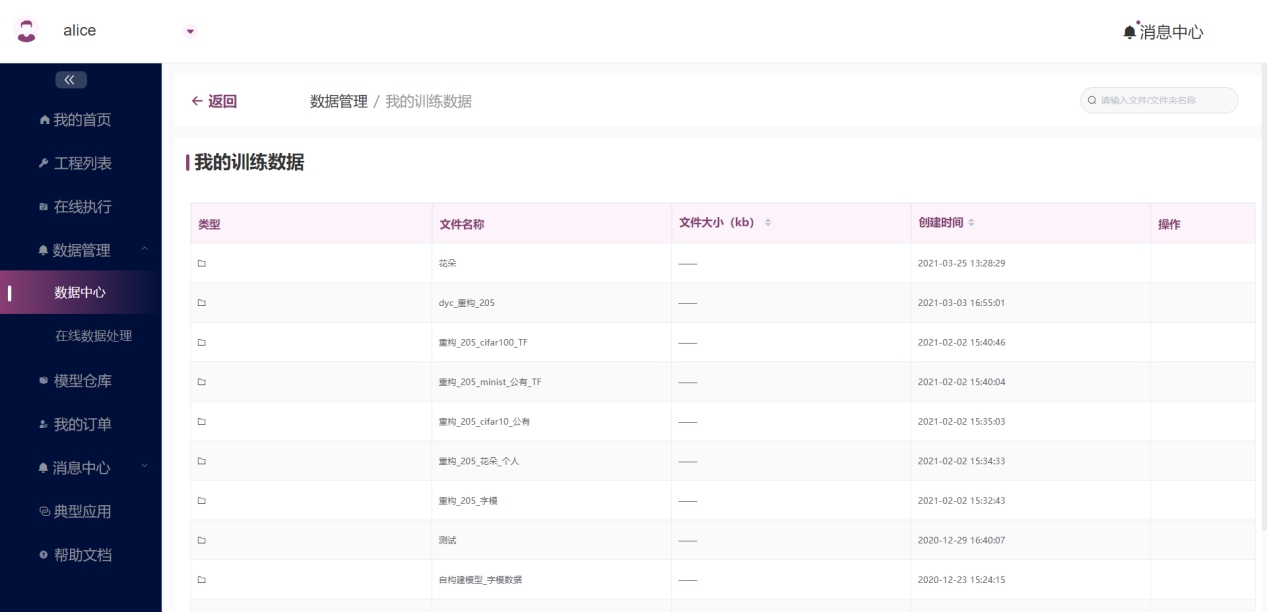 alice
消息中心
我的首页
工程列表
在线执行
数据管理
数据中心
在线数据处理
模型仓库
我的订单
消息中心
典型应用
帮助文档
← 返回 数据管理 / 我的训练数据
请输入文件/文件夹名称
我的训练数据
类型 文件名称 文件大小（kb） 创建时间 操作
花朵 —— 2021-03-25 13:28:29
dyc_重构_205 —— 2021-03-03 16:55:01
重构_205_cifar100_TF —— 2021-02-02 15:40:46
重构_205_minist_公有_TF —— 2021-02-02 15:40:04
重构_205_cifar10_公有 —— 2021-02-02 15:35:03
重构_205_花朵_个人 —— 2021-02-02 15:34:33
重构_205_字模 —— 2021-02-02 15:32:43
测试 —— 2020-12-29 16:40:07
自构建模型_字模数据 —— 2020-12-23 15:24:15